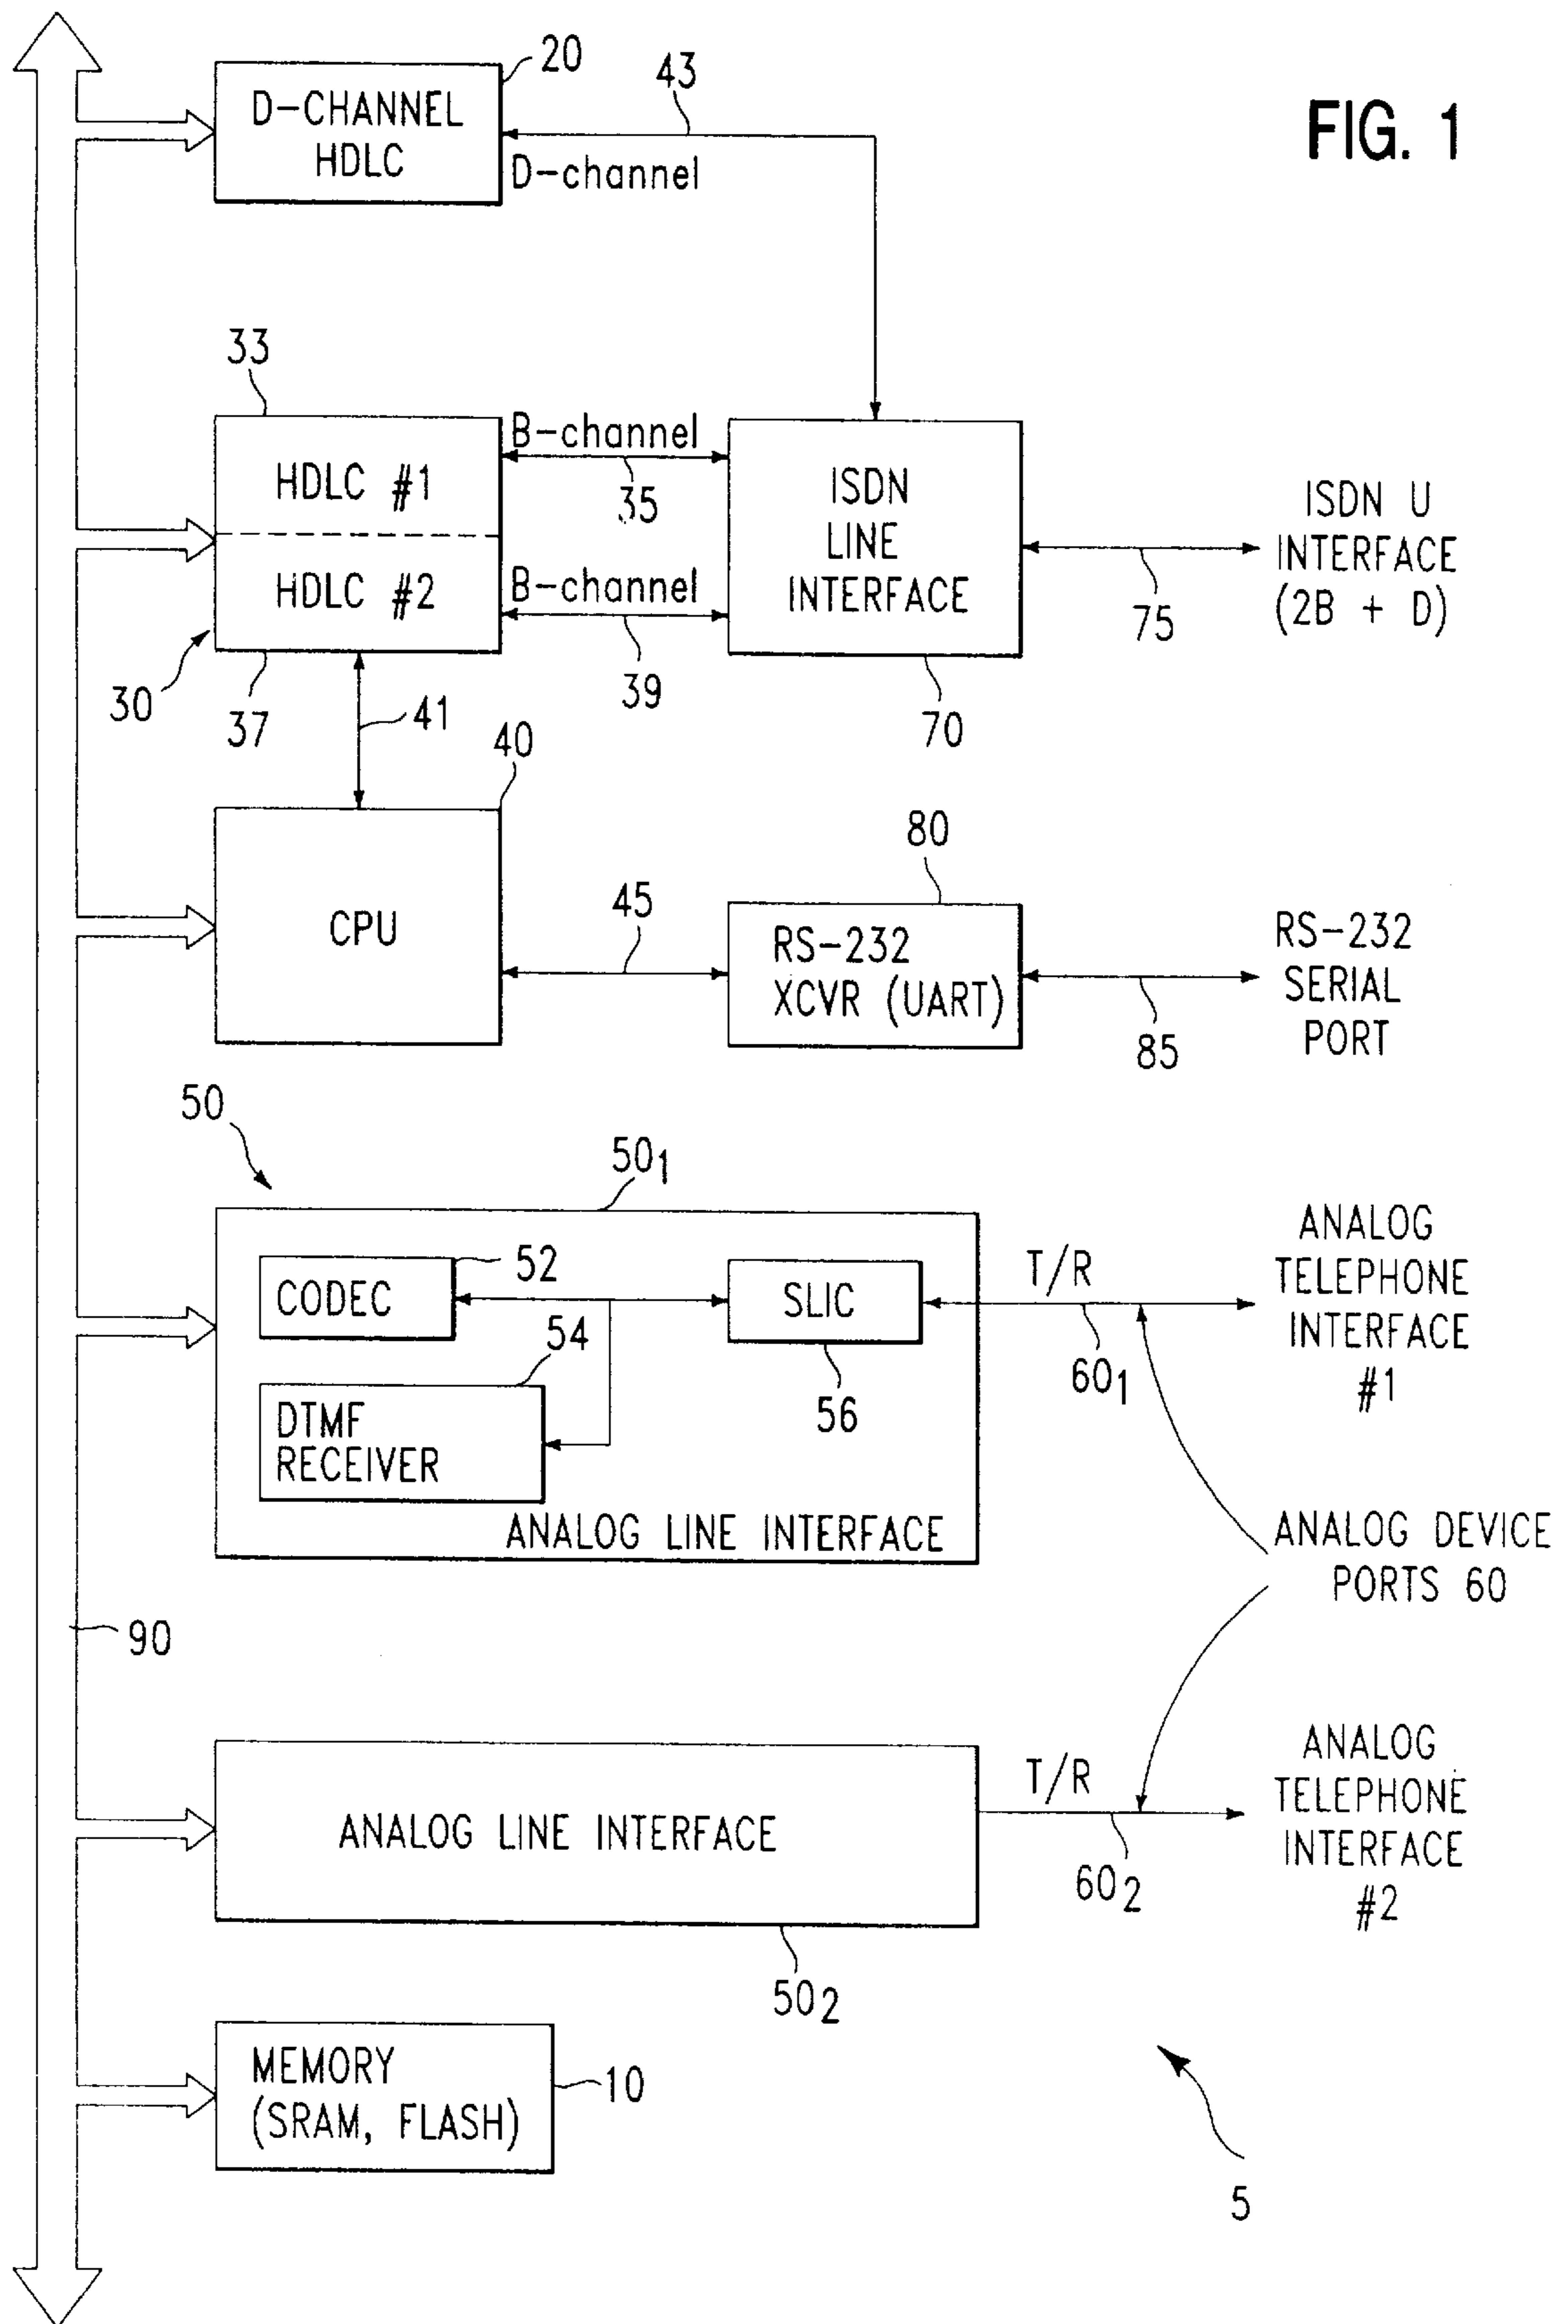 FIG. 1
20
43
D-CHANNEL
HDLC
D-channel
33
HDLC #1
HDLC #2
B-channel
35
B-channel
39
30
37
41
ISDN
LINE
INTERFACE
70
75
ISDN U
INTERFACE
(2B + D)
40
CPU
45
80
RS-232
XCVR (UART)
85
RS-232
SERIAL
PORT
50
50₁
CODEC
52
54
DTMF
RECEIVER
SLIC
56
ANALOG LINE INTERFACE
T/R
60₁
ANALOG
TELEPHONE
INTERFACE
#1
ANALOG DEVICE
PORTS 60
90
ANALOG LINE INTERFACE
50₂
T/R
60₂
ANALOG
TELEPHONE
INTERFACE
#2
MEMORY
(SRAM, FLASH)
10
5